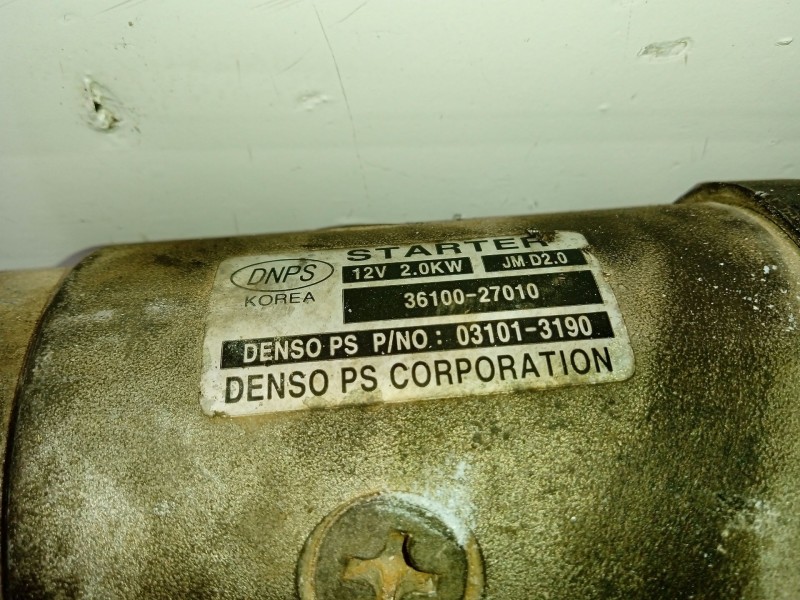 STARTER
DNPS
KOREA
12V 2.0KW JM D2.0
36100-27010
DENSO PS P/NO: 03101-3190
DENSO PS CORPORATION